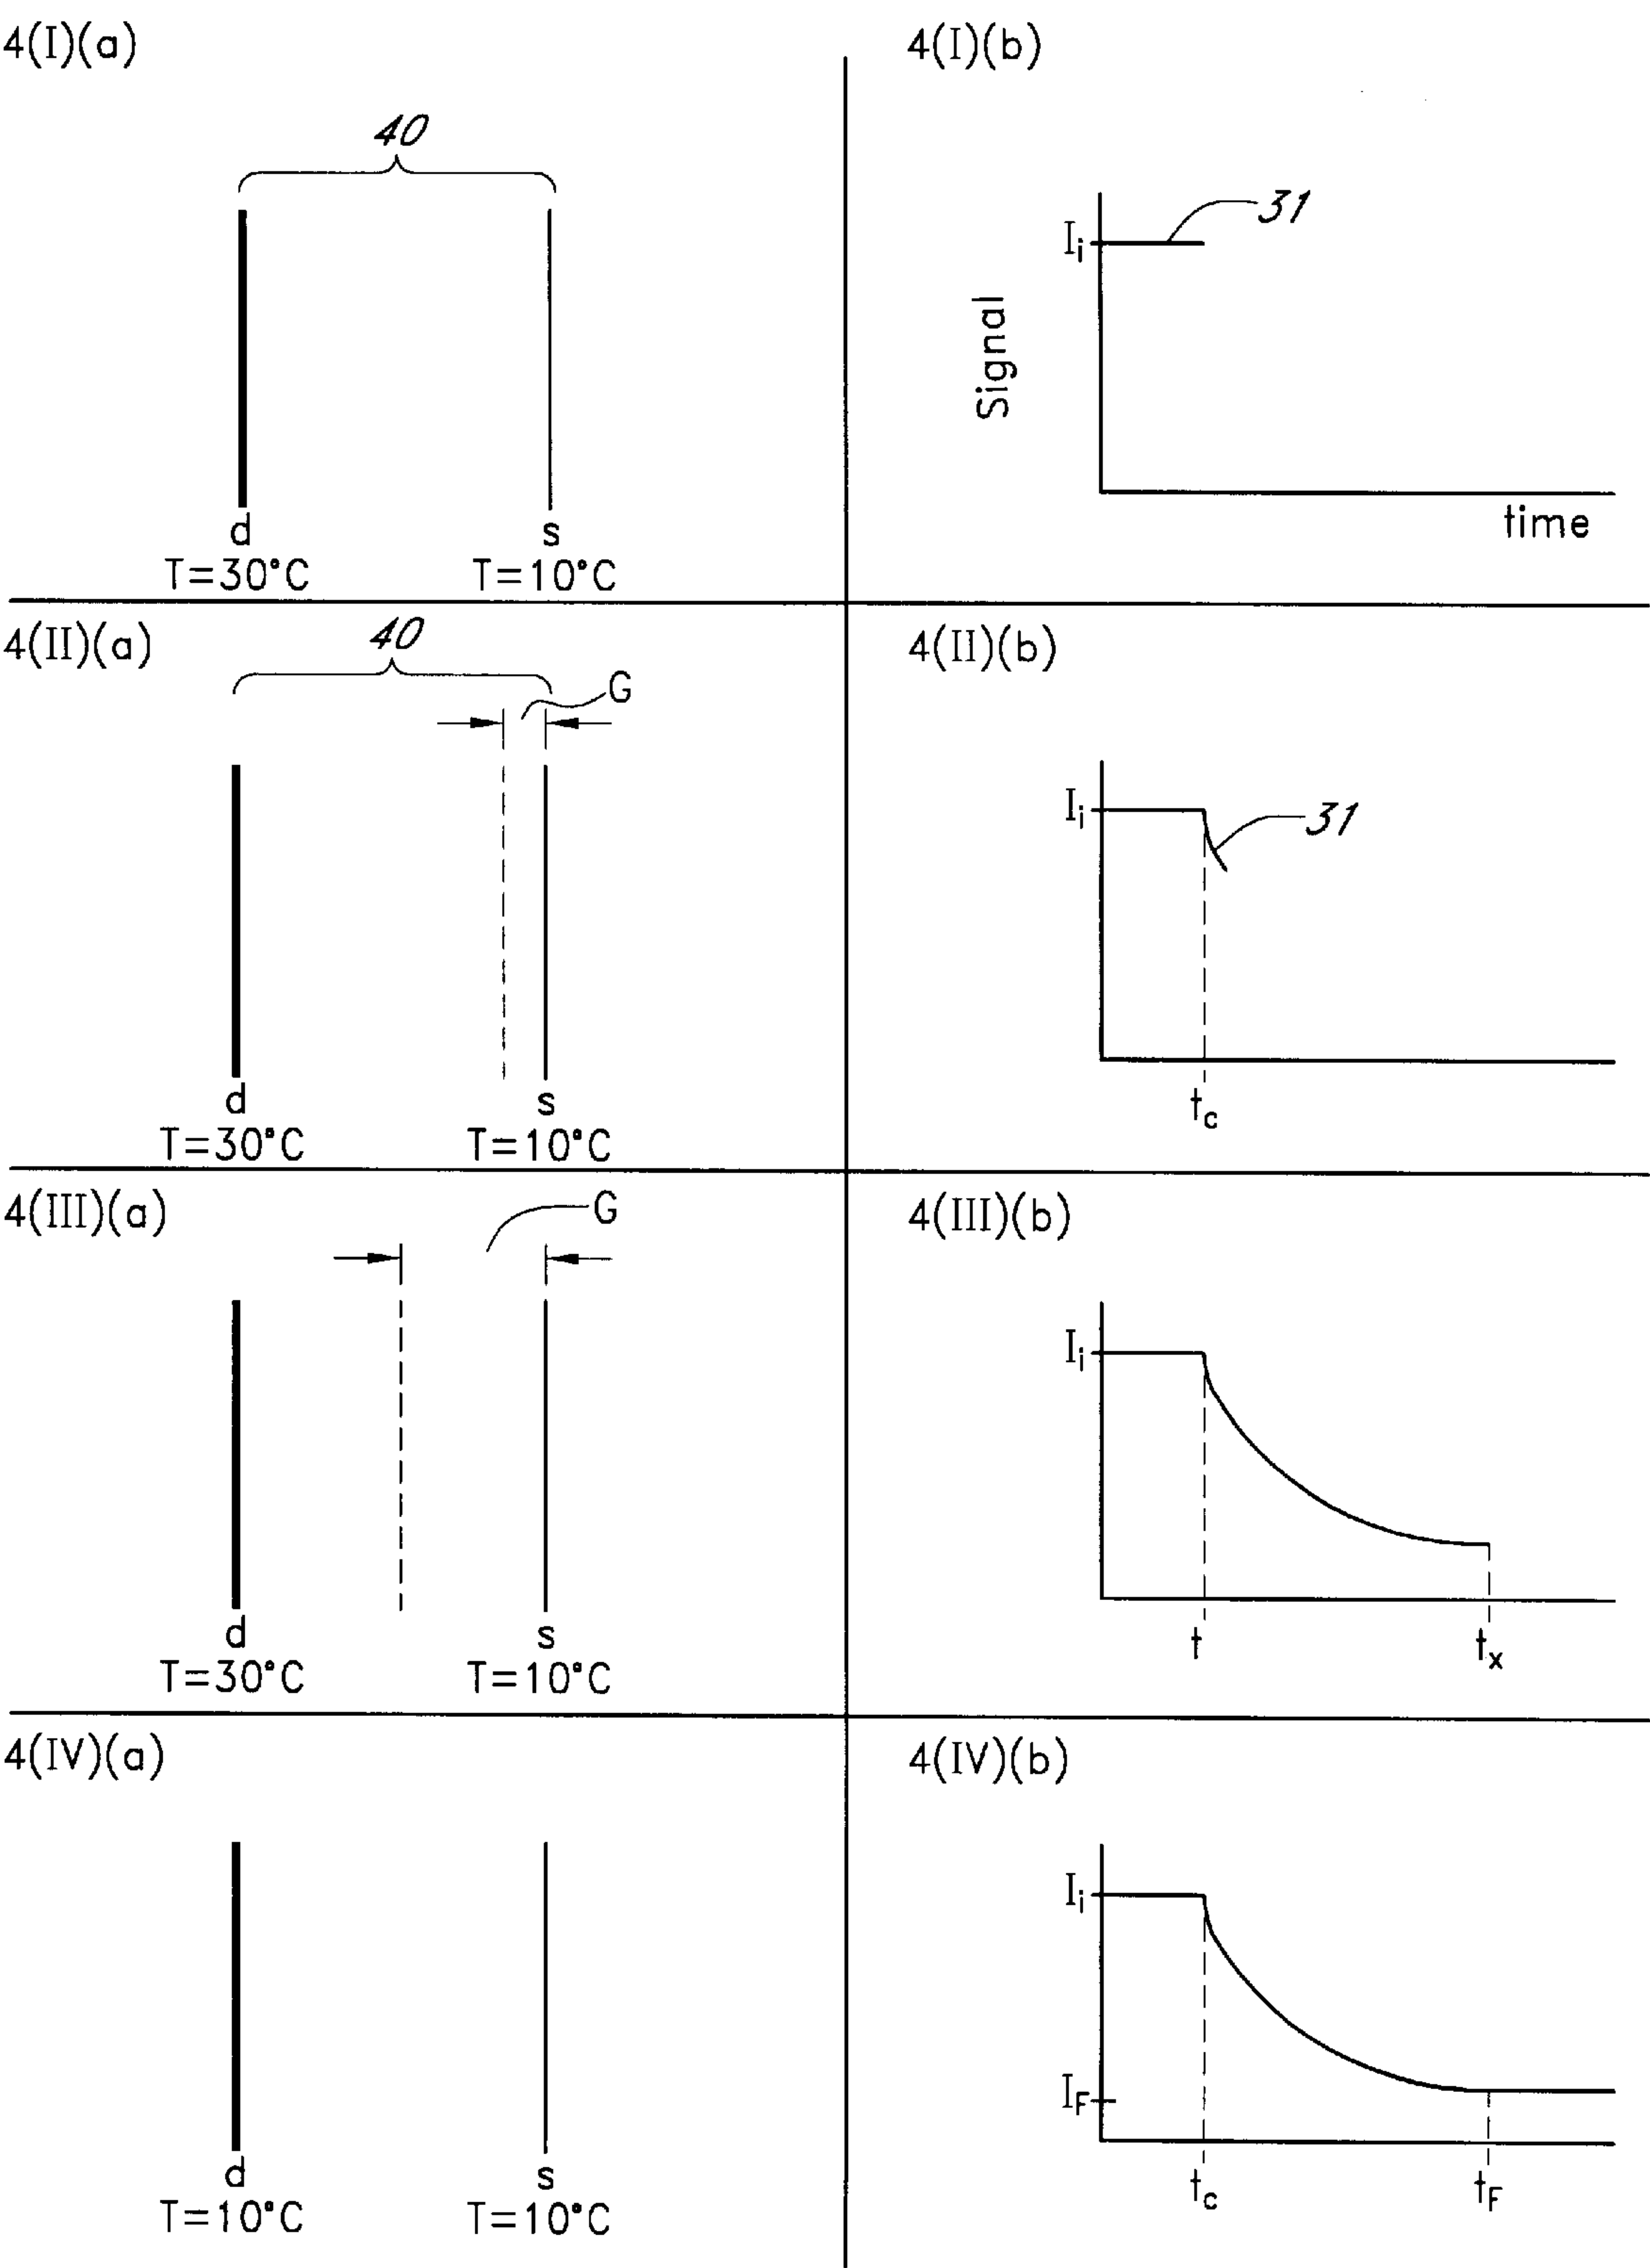 4(I)(a)
40
d
s
T=30°C
T=10°C
4(I)(b)
31
Ii
Signal
time
4(II)(a)
40
G
d
s
T=30°C
T=10°C
4(II)(b)
Ii
31
tc
4(III)(a)
G
d
s
T=30°C
T=10°C
4(III)(b)
Ii
t
tx
4(IV)(a)
d
s
T=10°C
T=10°C
4(IV)(b)
Ii
IF
tc
tF